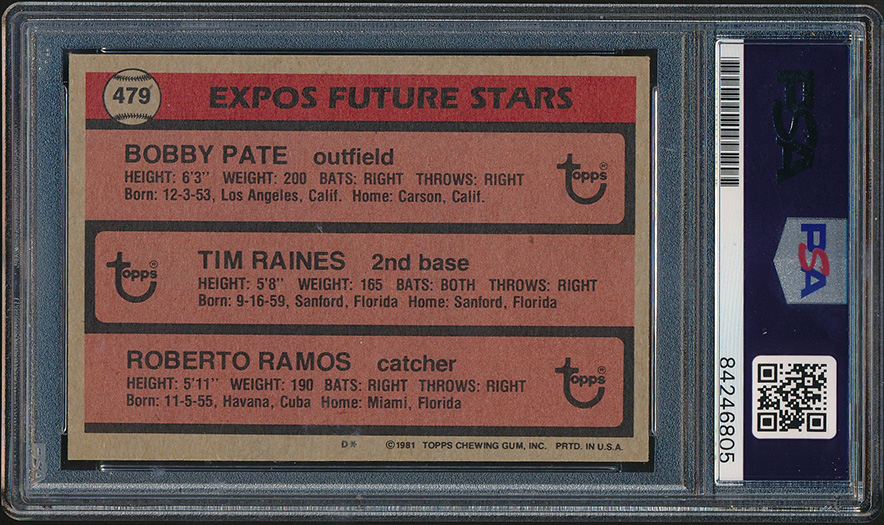 479
EXPOS FUTURE STARS
BOBBY PATE outfield
HEIGHT: 6'3" WEIGHT: 200 BATS: RIGHT THROWS: RIGHT
Born: 12-3-53, Los Angeles, Calif. Home: Carson, Calif.
topps®
TIM RAINES 2nd base
HEIGHT: 5'8" WEIGHT: 165 BATS: BOTH THROWS: RIGHT
Born: 9-16-59, Sanford, Florida Home: Sanford, Florida
topps®
ROBERTO RAMOS catcher
HEIGHT: 5'11" WEIGHT: 190 BATS: RIGHT THROWS: RIGHT
Born: 11-5-55, Havana, Cuba Home: Miami, Florida
topps®
D* ©1981 TOPPS CHEWING GUM, INC. PRTD. IN U.S.A.
PSA
PSA
84246805